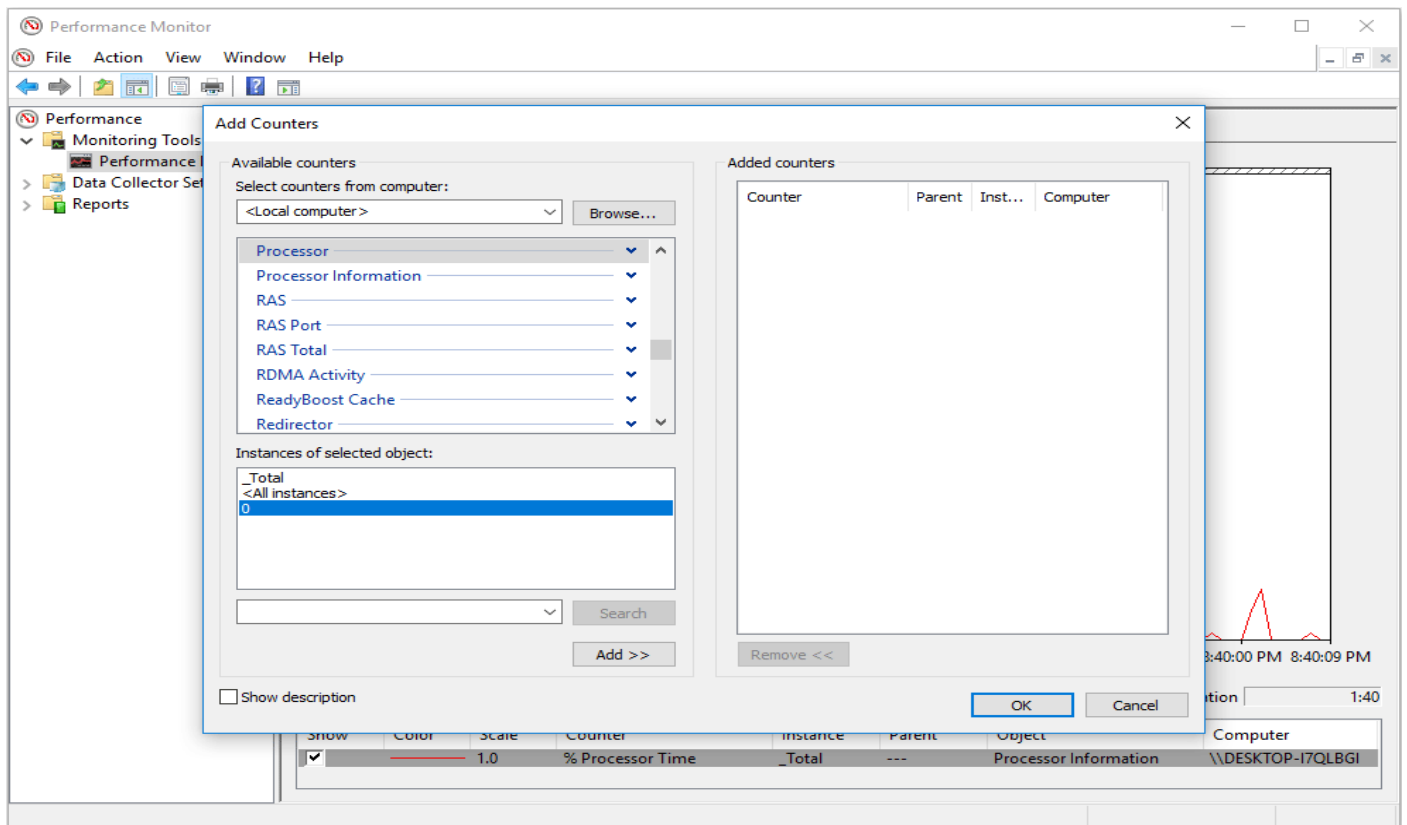 Performance Monitor
File Action View Window Help
Performance
Monitoring Tools
Performance
Data Collector Set
Reports
Add Counters
Available counters
Select counters from computer:
<Local computer>
Browse...
Processor
Processor Information
RAS
RAS Port
RAS Total
RDMA Activity
ReadyBoost Cache
Redirector
Instances of selected object:
_Total
<All instances>
0
Search
Add >>
Show description
Added counters
Counter Parent Inst... Computer
Remove <<
OK Cancel
:40:00 PM 8:40:09 PM
1:40
Show Color Scale Counter Instance Parent Object Computer
1.0 % Processor Time _Total --- Processor Information \\DESKTOP-I7QLBGI